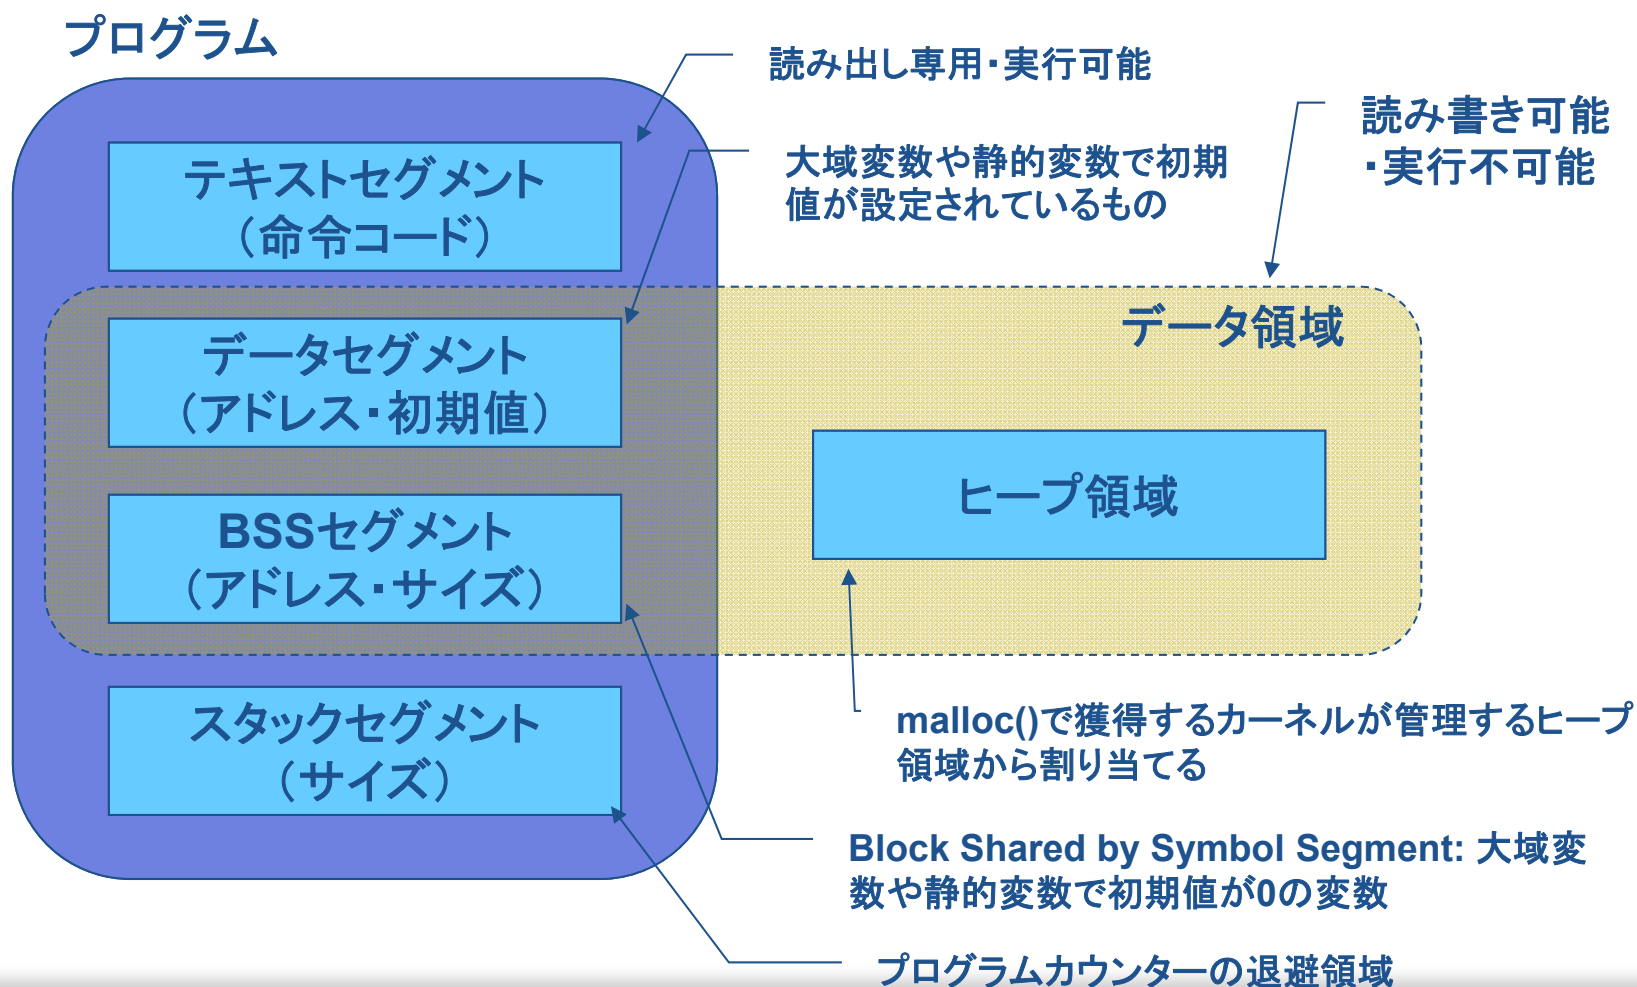 プログラム
読み出し専用・実行可能
読み書き可能
・実行不可能
テキストセグメント
（命令コード）
大域変数や静的変数で初期
値が設定されているもの
データ領域
データセグメント
（アドレス・初期値）
ヒープ領域
BSSセグメント
（アドレス・サイズ）
スタックセグメント
（サイズ）
malloc()で獲得するカーネルが管理するヒープ
領域から割り当てる
Block Shared by Symbol Segment: 大域変
数や静的変数で初期値が0の変数
プログラムカウンターの退避領域